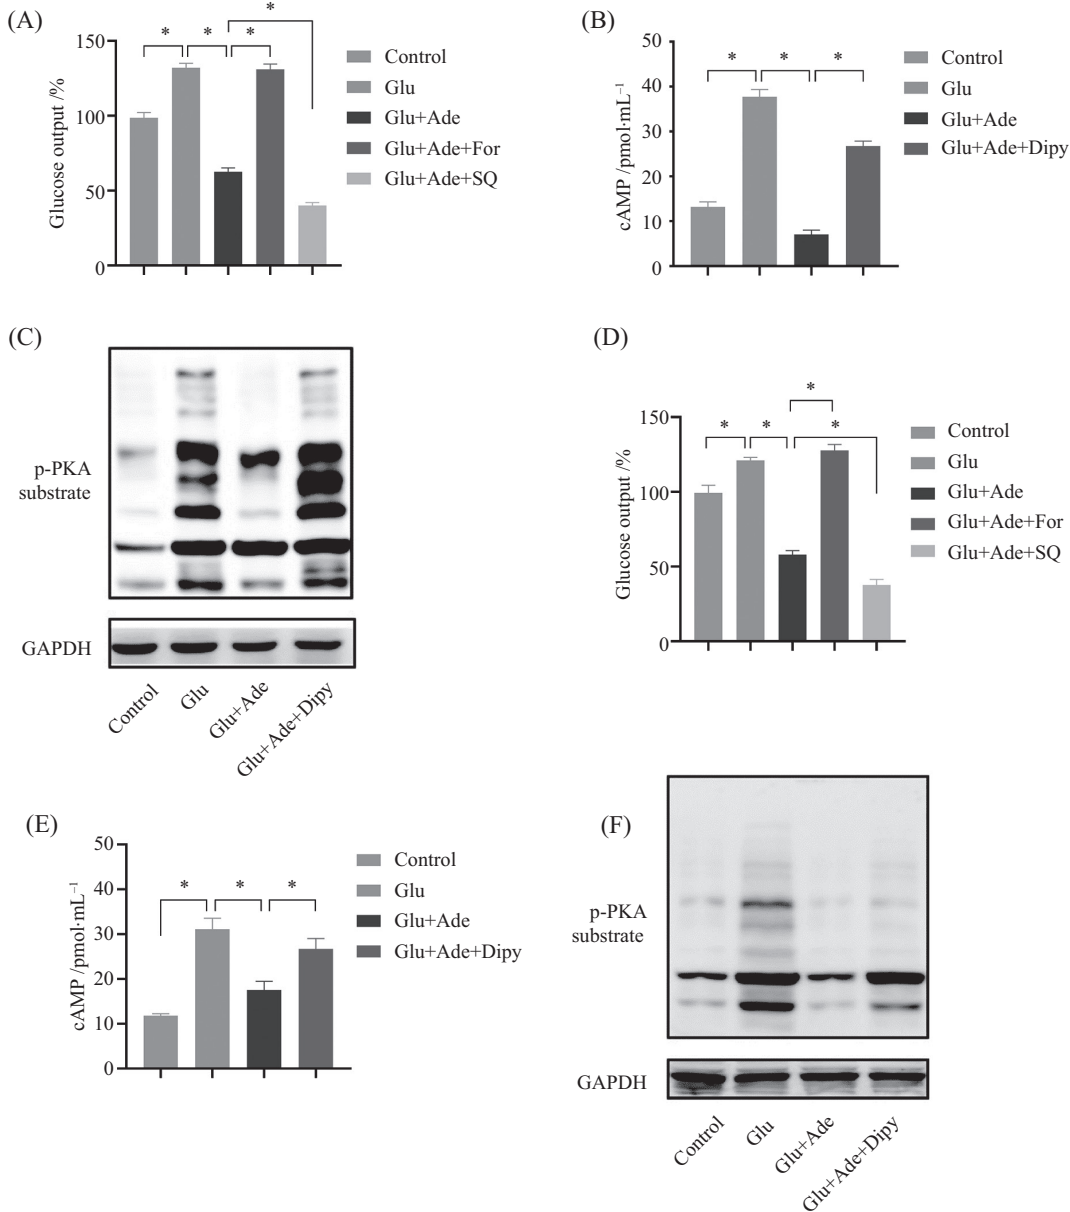 (A)
*
* * *
150
100
50
0
Glucose output /%
Control
Glu
Glu+Ade
Glu+Ade+For
Glu+Ade+SQ
(B)
* * *
50
40
30
20
10
0
cAMP /pmol·mL⁻¹
Control
Glu
Glu+Ade
Glu+Ade+Dipy
(C)
p-PKA
substrate
GAPDH
Control
Glu
Glu+Ade
Glu+Ade+Dipy
(D)
*
* * *
150
100
50
0
Glucose output /%
Control
Glu
Glu+Ade
Glu+Ade+For
Glu+Ade+SQ
(E)
* * *
50
40
30
20
10
0
cAMP /pmol·mL⁻¹
Control
Glu
Glu+Ade
Glu+Ade+Dipy
(F)
p-PKA
substrate
GAPDH
Control
Glu
Glu+Ade
Glu+Ade+Dipy